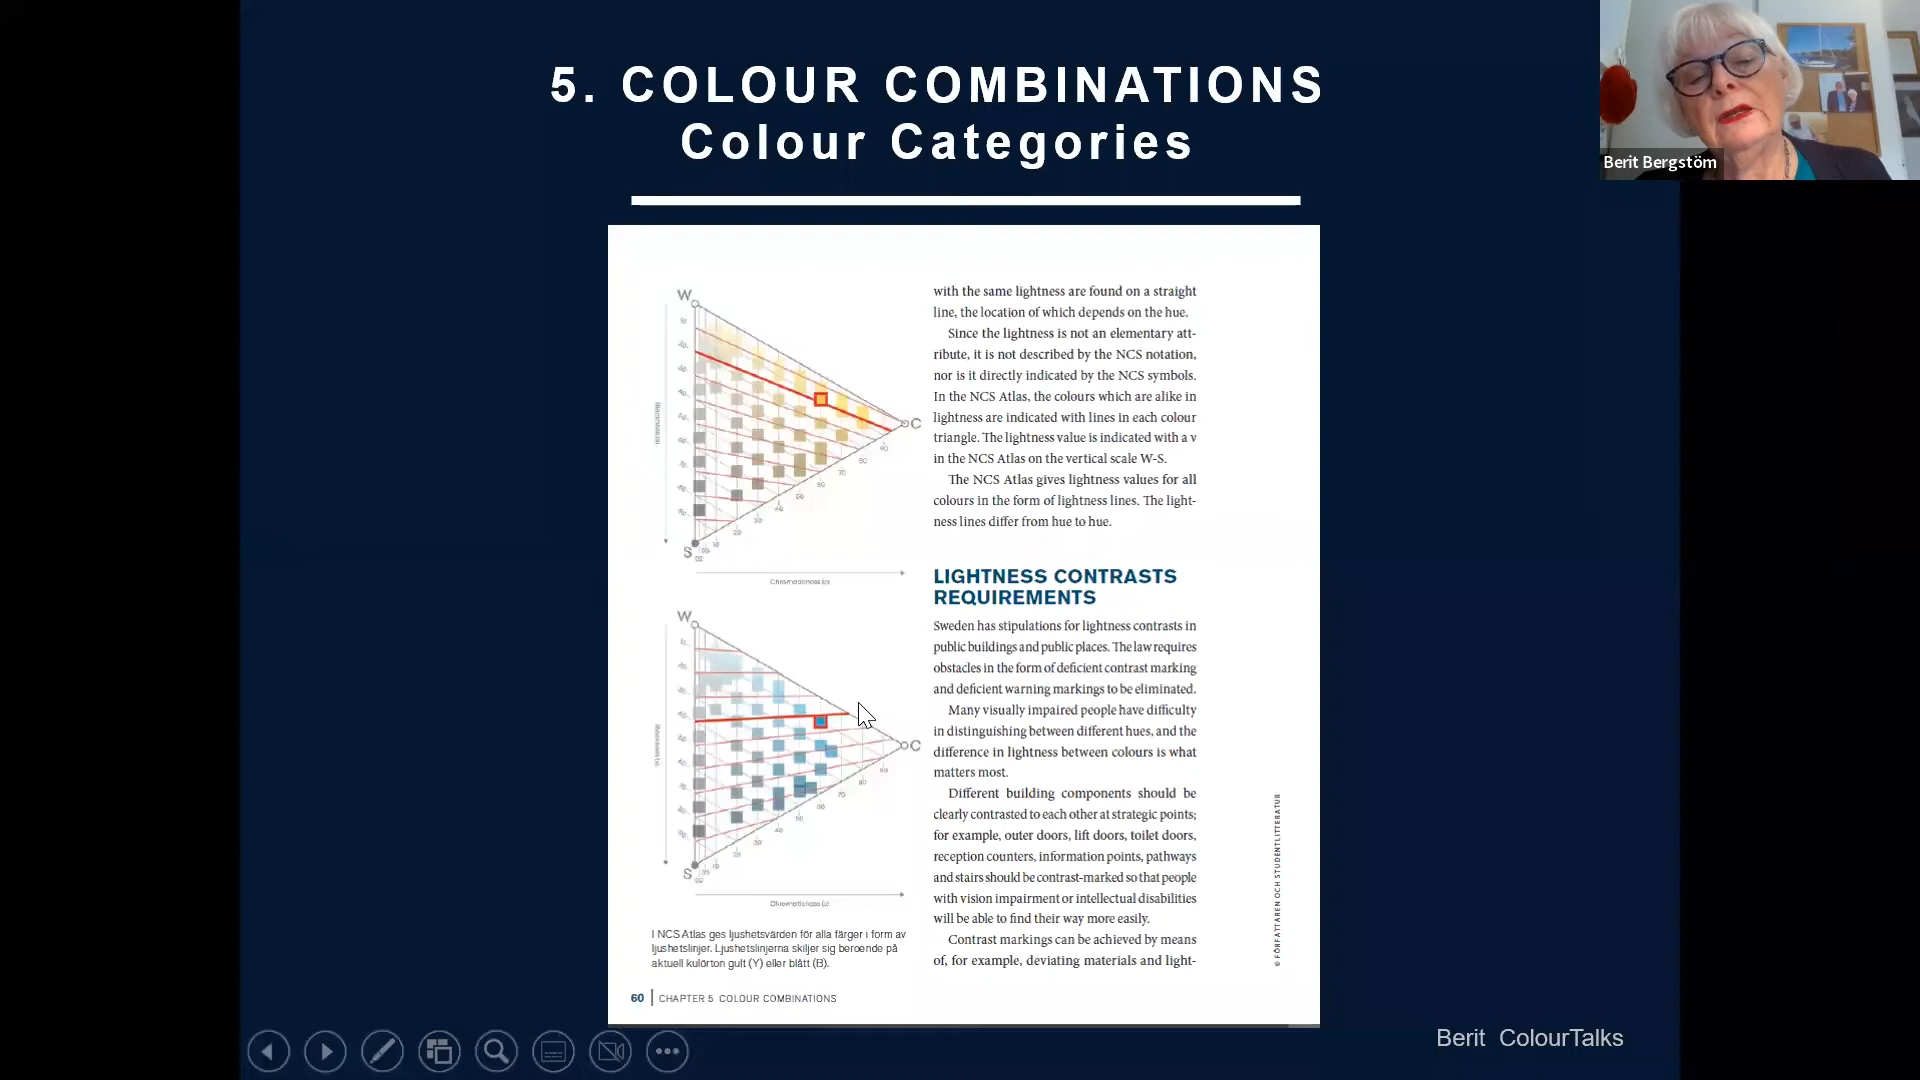 5. COLOUR COMBINATIONS
Colour Categories
Berit Bergstöm
W
C
S
Chromaticness (c)
W
C
S
Chromaticness (c)
I NCS Atlas ges ljushetsvärden för alla färger i form av
ljushetslinjer. Ljushetslinjerna skiljer sig beroende på
aktuell kulörton gult (Y) eller blått (B).
60 | CHAPTER 5 COLOUR COMBINATIONS
with the same lightness are found on a straight
line, the location of which depends on the hue.
Since the lightness is not an elementary att-
ribute, it is not described by the NCS notation,
nor is it directly indicated by the NCS symbols.
In the NCS Atlas, the colours which are alike in
lightness are indicated with lines in each colour
triangle. The lightness value is indicated with a v
in the NCS Atlas on the vertical scale W-S.
The NCS Atlas gives lightness values for all
colours in the form of lightness lines. The light-
ness lines differ from hue to hue.
LIGHTNESS CONTRASTS
REQUIREMENTS
Sweden has stipulations for lightness contrasts in
public buildings and public places. The law requires
obstacles in the form of deficient contrast marking
and deficient warning markings to be eliminated.
Many visually impaired people have difficulty
in distinguishing between different hues, and the
difference in lightness between colours is what
matters most.
Different building components should be
clearly contrasted to each other at strategic points;
for example, outer doors, lift doors, toilet doors,
reception counters, information points, pathways
and stairs should be contrast-marked so that people
with vision impairment or intellectual disabilities
will be able to find their way more easily.
Contrast markings can be achieved by means
of, for example, deviating materials and light-
© FÖRFATTAREN OCH STUDENTLITTERATUR
Berit ColourTalks